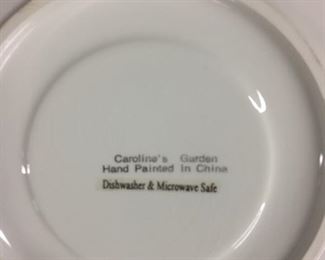 Caroline's Garden
Hand Painted In China
Dishwasher & Microwave Safe